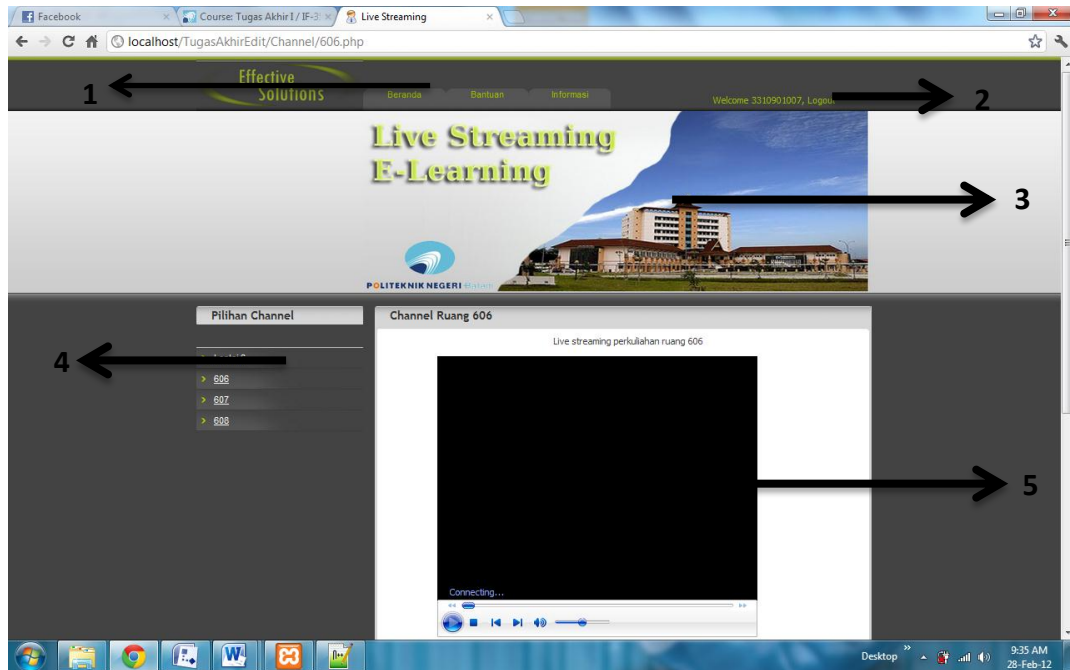 Facebook
Course: Tugas Akhir I / IF-3
Live Streaming
localhost/TugasAkhirEdit/Channel/606.php
Effective
Solutions
1
Beranda
Bantuan
Informasi
Welcome 3310901007, Logout
2
Live Streaming
E-Learning
3
POLITEKNIK NEGERI
Pilihan Channel
Channel Ruang 606
Live streaming perkuliahan ruang 606
4
606
607
608
5
Connecting...
Desktop
9:35 AM
28-Feb-12